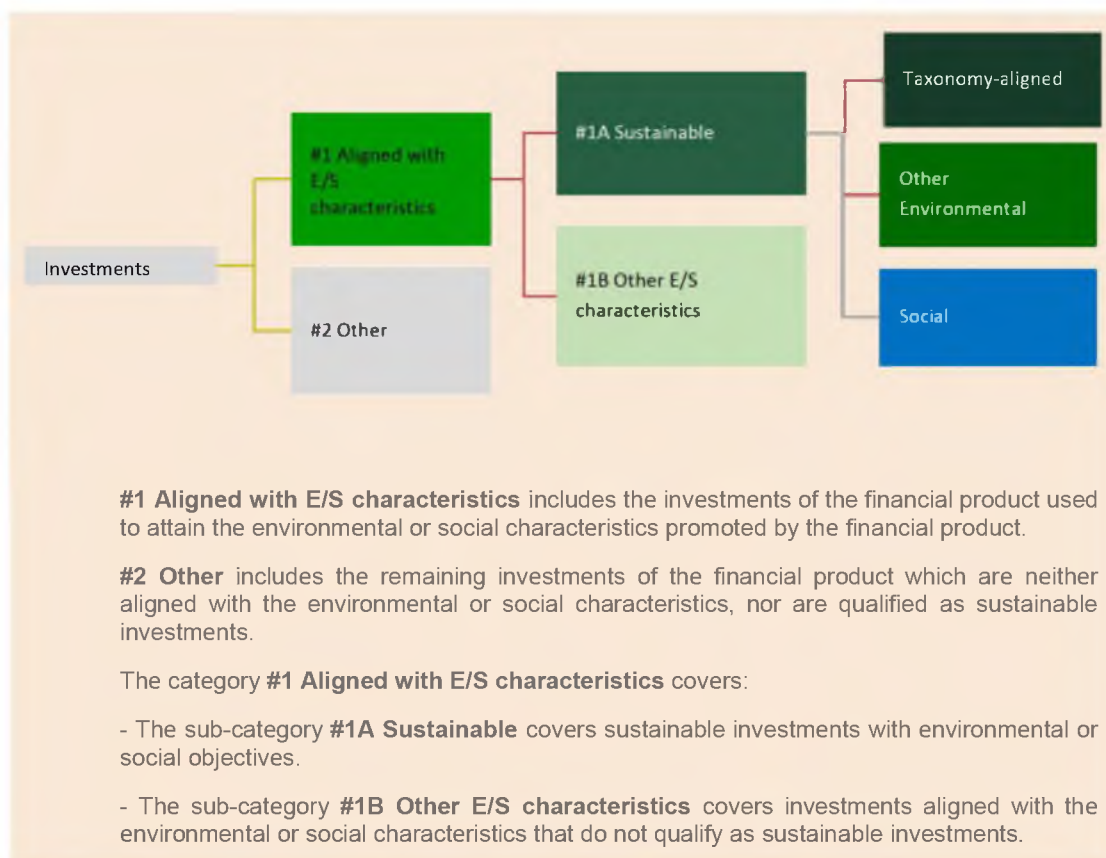 Investments
#1 Aligned with
E/S
characteristics
#2 Other
#1A Sustainable
#1B Other E/S
characteristics
Taxonomy-aligned
Other
Environmental
Social
#1 Aligned with E/S characteristics includes the investments of the financial product used
to attain the environmental or social characteristics promoted by the financial product.
#2 Other includes the remaining investments of the financial product which are neither
aligned with the environmental or social characteristics, nor are qualified as sustainable
investments.
The category #1 Aligned with E/S characteristics covers:
- The sub-category #1A Sustainable covers sustainable investments with environmental or
social objectives.
- The sub-category #1B Other E/S characteristics covers investments aligned with the
environmental or social characteristics that do not qualify as sustainable investments.